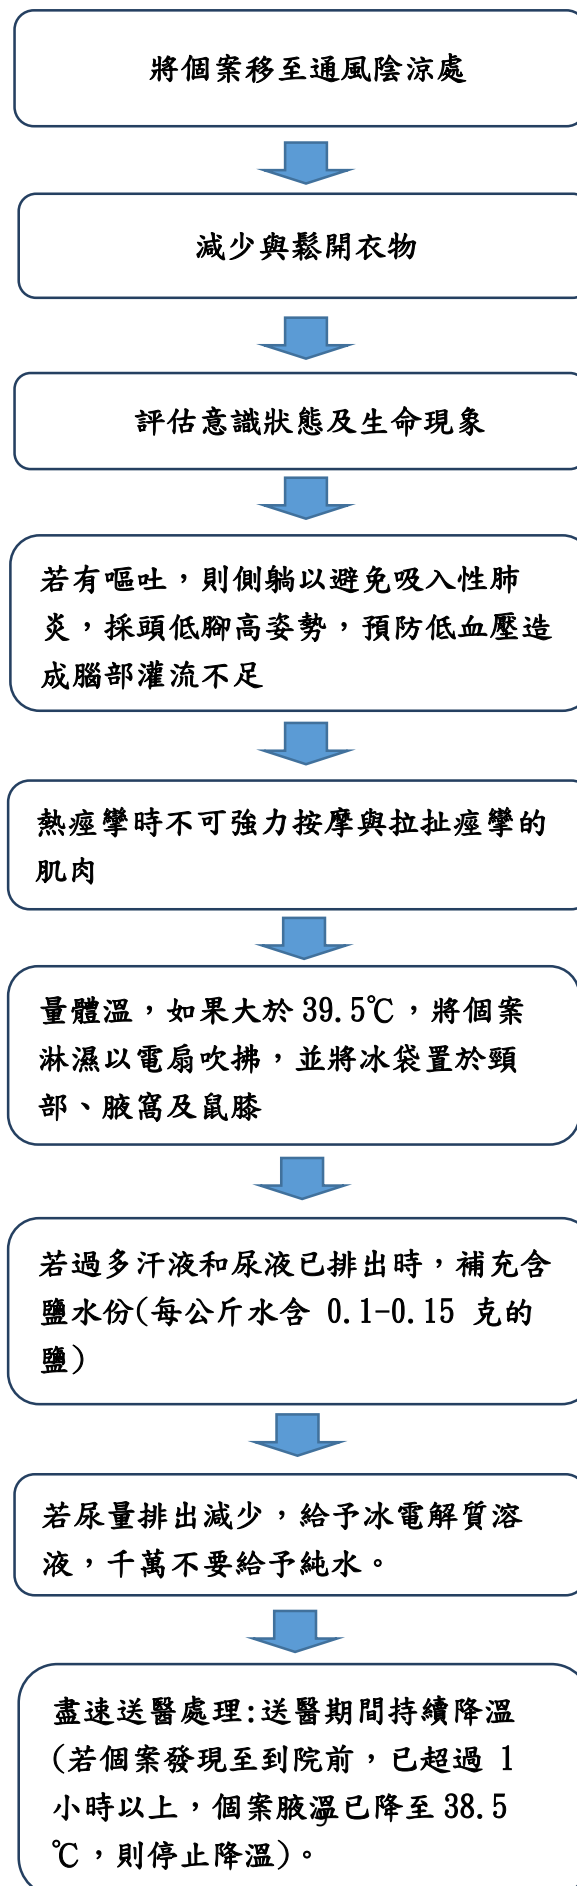 將個案移至通風陰涼處
減少與鬆開衣物
評估意識狀態及生命現象
若有嘔吐，則側躺以避免吸入性肺
炎，採頭低腳高姿勢，預防低血壓造
成腦部灌流不足
熱痙攣時不可強力按摩與拉扯痙攣的
肌肉
量體溫，如果大於 39.5℃，將個案
淋濕以電扇吹拂，並將冰袋置於頸
部、腋窩及鼠膝
若過多汗液和尿液已排出時，補充含
鹽水份(每公斤水含 0.1-0.15 克的
鹽)
若尿量排出減少，給予冰電解質溶
液，千萬不要給予純水。
盡速送醫處理:送醫期間持續降溫
(若個案發現至到院前，已超過 1
小時以上，個案腋溫已降至 38.5
℃，則停止降溫)。
9